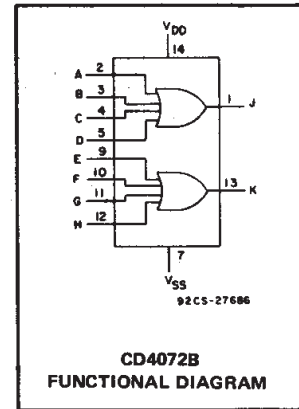 VDD
14
A 2
B 3
C 4
D 5
1 J
E 9
F 10
G 11
H 12
13 K
7
VSS
92CS-27686
CD4072B
FUNCTIONAL DIAGRAM